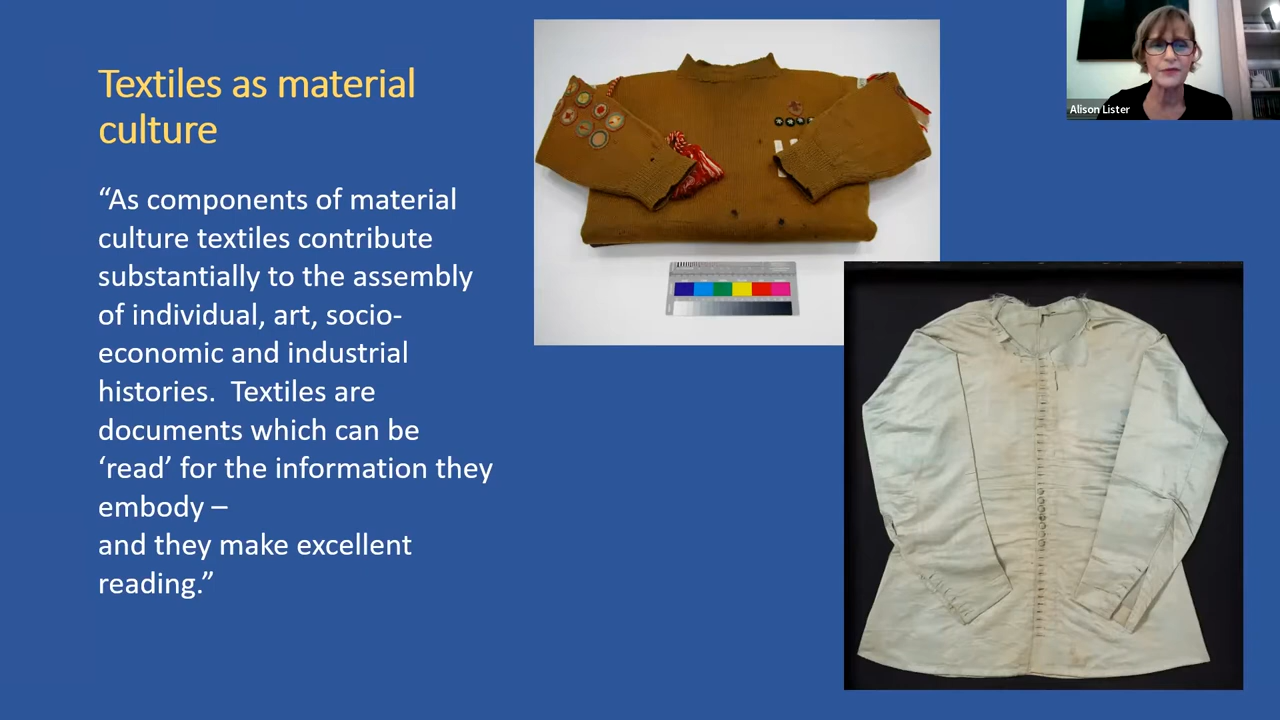 Textiles as material
culture
“As components of material
culture textiles contribute
substantially to the assembly
of individual, art, socio-
economic and industrial
histories.  Textiles are
documents which can be
‘read’ for the information they
embody –
and they make excellent
reading.”
Alison Lister